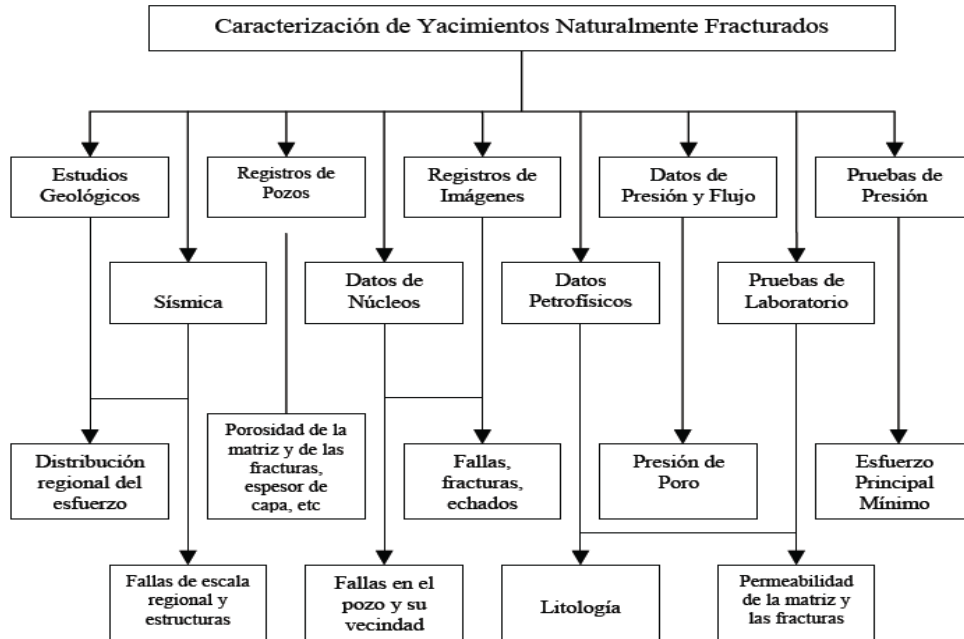 Caracterización de Yacimientos Naturalmente Fracturados
Estudios
Geológicos
Registros de
Pozos
Registros de
Imágenes
Datos de
Presión y Flujo
Pruebas de
Presión
Sísmica
Datos de
Núcleos
Datos
Petrofísicos
Pruebas de
Laboratorio
Distribución
regional del
esfuerzo
Porosidad de la
matriz y de las
fracturas,
espesor de
capa, etc
Fallas,
fracturas,
echados
Presión de
Poro
Esfuerzo
Principal
Mínimo
Fallas de escala
regional y
estructuras
Fallas en el
pozo y su
vecindad
Litología
Permeabilidad
de la matriz y
las fracturas